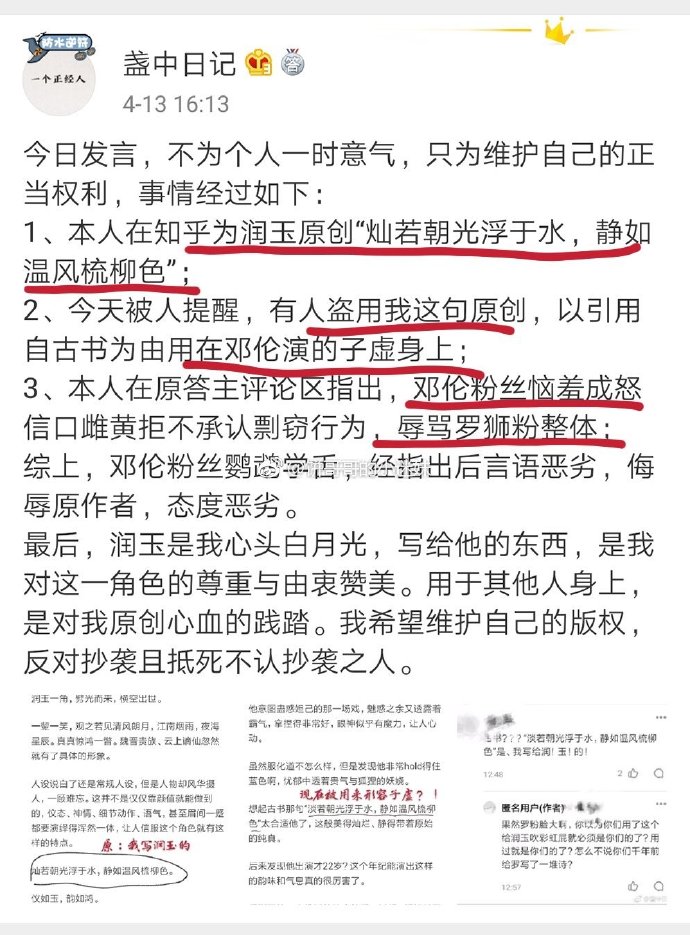 防水逆符
一个正经人
盏中日记
答
4-13 16:13
今日发言，不为个人一时意气，只为维护自己的正
当权利，事情经过如下：
1、本人在知乎为润玉原创“灿若朝光浮于水，静如
温风梳柳色”；
2、今天被人提醒，有人盗用我这句原创，以引用
自古书为由用在邓伦演的子虚身上；
3、本人在原答主评论区指出，邓伦粉丝恼羞成怒
信口雌黄拒不承认剽窃行为，辱骂罗狮粉整体；
综上，邓伦粉丝鹦鹉学舌，经指出后言语恶劣，侮
辱原作者，态度恶劣。
最后，润玉是我心头白月光，写给他的东西，是我
对这一角色的尊重与由衷赞美。用于其他人身上，
是对我原创心血的践踏。我希望维护自己的版权，
反对抄袭且抵死不认抄袭之人。
润玉一角，劈光而来，横空出世。
一颦一笑，观之若见清风朗月，江南烟雨，夜海
星辰。真真惊鸿一瞥。魏晋贵族、云上谪仙忽然
就有了具体的形象。
人设说白了还是常规人设，但是人物却风华摄
人，一顾难忘。这并不是仅仅靠颜值就能做到
的，仪态、神情、细节动作、语气，甚至眉间一蹙
都要演绎得浑然一体，让人信服这个角色就有这
样的特点。
原：我写润玉的
灿若朝光浮于水，静如温风梳柳色。
仪如玉，韵如鸿。
他意图蛊惑妲己的那一场戏，魅惑之余又透露着
霸气，拿捏得非常好，眼神似乎有魔力，让人心
动。
虽然服化道不怎么样，但是发现他非常hold得住
蓝色啊，忧郁中透着贵气与狐狸的妖娆。
现在被用来形容子虚？！
想起古书那句“淡若朝光浮于水，静如温风梳柳
色”太合适他了，这般美得灿烂、静得带着原始
的纯真。
后来发现他出演才22岁？这个年纪能演出这样
的韵味和气息真的很厉害了。
书???“淡若朝光浮于水，静如温风梳柳
色”是、我写给润！玉！的！
12:48
2
匿名用户(作者)
果然罗粉脸大啊，你以为你们用了这个
给润玉吹彩虹屁就必须是你们的了？用
过就是你们的了？怎么不说你们千年前
给罗写了一堆诗？
12:57